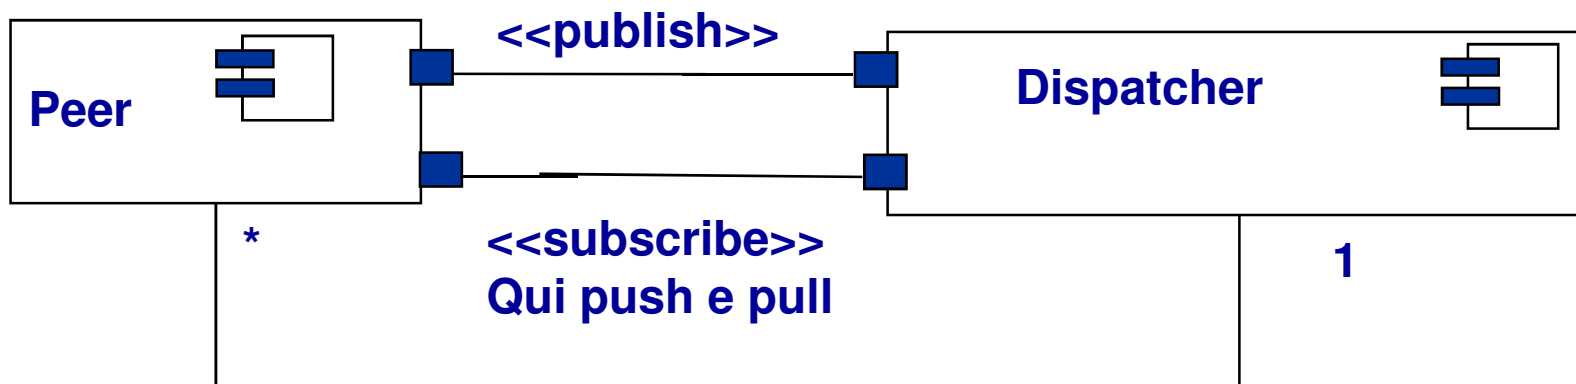 <<publish>>
Peer
Dispatcher
*
<<subscribe>>
Qui push e pull
1